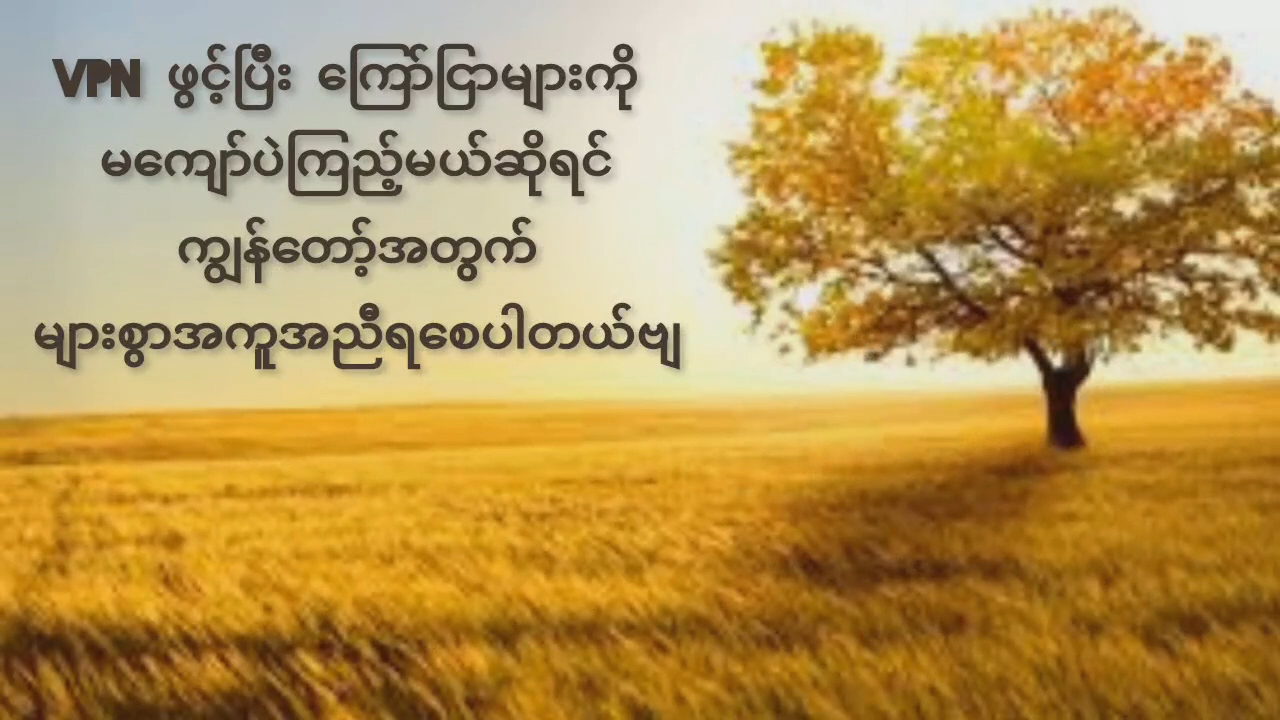 VPN ဖွင့်ပြီး ကြော်ငြာများကို
မကျော်ပဲကြည့်မယ်ဆိုရင်
ကျွန်တော့်အတွက်
များစွာအကူအညီရစေပါတယ်ဗျ